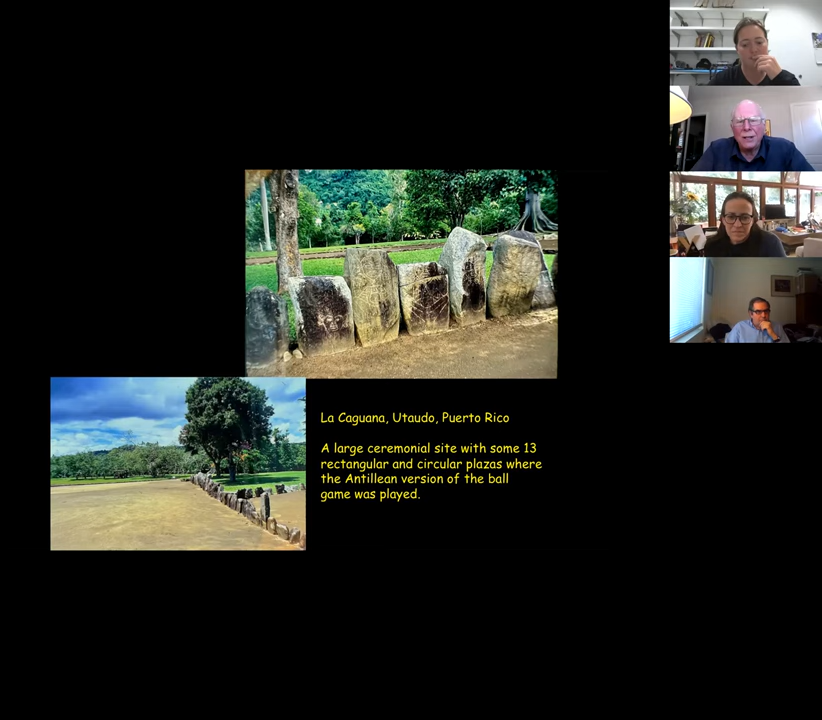 La Caguana, Utaudo, Puerto Rico
A large ceremonial site with some 13
rectangular and circular plazas where
the Antillean version of the ball
game was played.